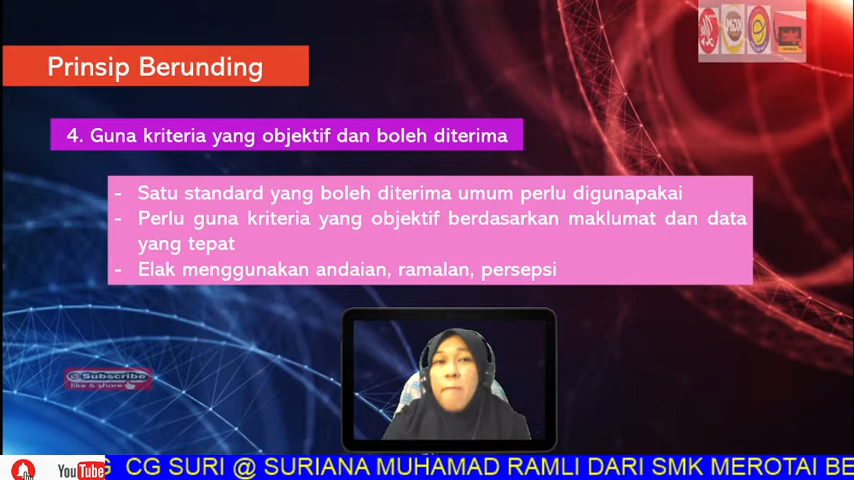 Prinsip Berunding
4. Guna kriteria yang objektif dan boleh diterima
- Satu standard yang boleh diterima umum perlu digunapakai
- Perlu guna kriteria yang objektif berdasarkan maklumat dan data
yang tepat
- Elak menggunakan andaian, ramalan, persepsi
Subscribe
like & share
YouTube
G CG SURI @ SURIANA MUHAMAD RAMLI DARI SMK MEROTAI BE